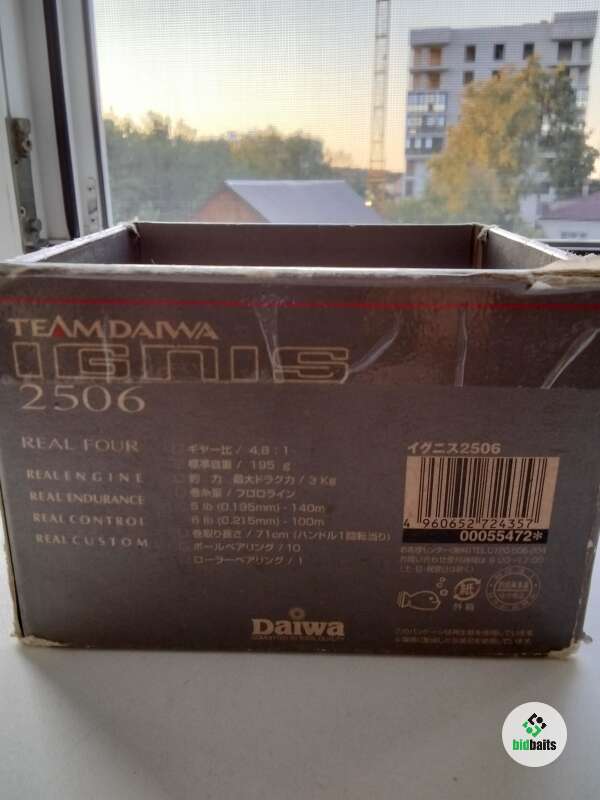 TEAMDAIWA
IGNIS
2506
REAL FOUR
REAL ENGINE
REAL ENDURANCE
REAL CONTROL
REAL CUSTOM
ギヤー比 / 4.8 : 1
標準自重 / 195 g
最大ドラグ力 / 3 Kg
巻糸量 / フロロライン
5 lb (0.195mm) - 140m
6 lb (0.215mm) - 100m
巻取り長さ / 71cm (ハンドル1回転当り)
ボールベアリング / 10
ローラーベアリング / 1
イグニス2506
4 960652 724357
00055472*
紙
外箱
Daiwa
bidbaits